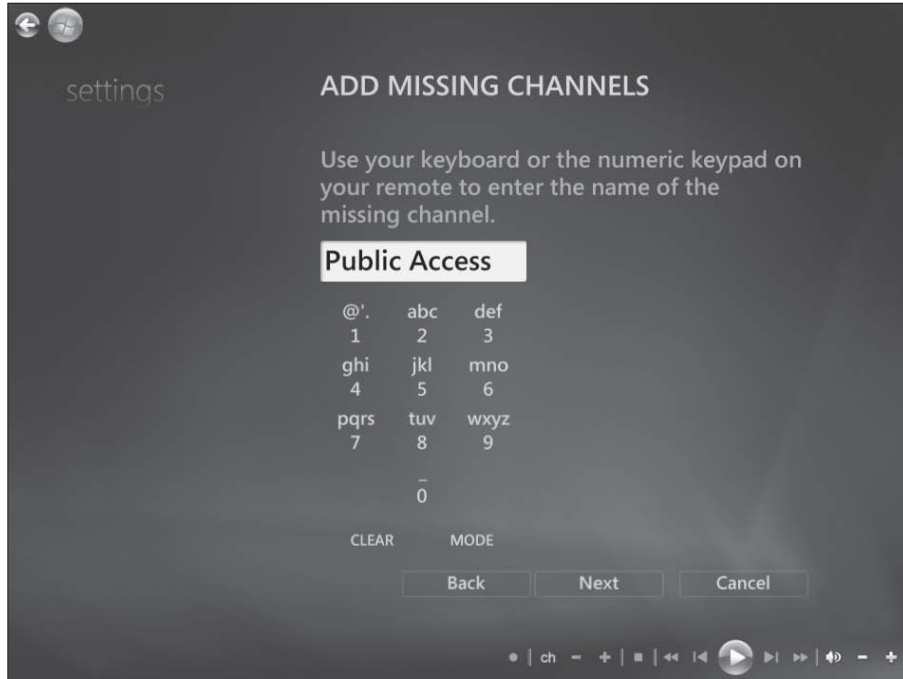 settings
ADD MISSING CHANNELS
Use your keyboard or the numeric keypad on
your remote to enter the name of the
missing channel.
Public Access
@'. abc def
1 2 3
ghi jkl mno
4 5 6
pqrs tuv wxyz
7 8 9
_
0
CLEAR MODE
Back Next Cancel
ch - +
- +